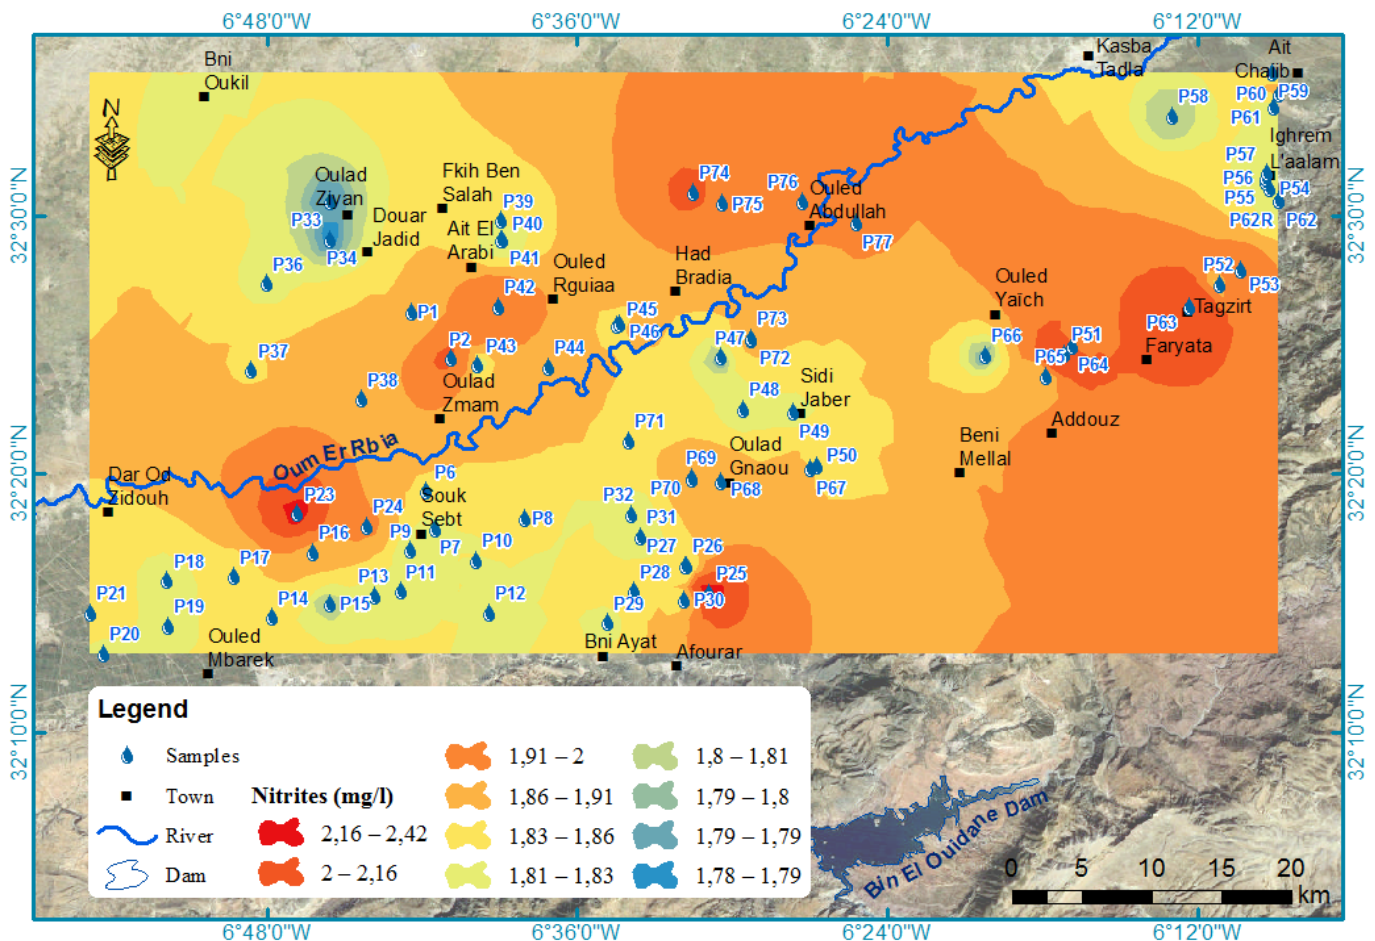 6°48'0"W
6°36'0"W
6°24'0"W
6°12'0"W
32°30'0"N
32°20'0"N
32°10'0"N
32°30'0"N
32°20'0"N
32°10'0"N
N
Bni
Oukil
Kasba
Tadla
Ait
Chajib
P58
P60
P59
P61
Ighrem
L'aalam
P57
P56
P55
P54
P62R
P62
Oulad
Ziyan
P33
P34
Douar
Jadid
Fkih Ben
Salah
P39
P40
Ait El
Arabi
P41
P74
P75
P76
Ouled
Abdullah
P77
P36
P42
Ouled
Rguiaa
Had
Bradia
Ouled
Yaïch
P52
P53
Tagzirt
P1
P45
P46
P73
P63
Faryata
P2
P43
P44
P47
P72
P66
P51
P65
P64
P37
P38
Oulad
Zmam
P48
Sidi
Jaber
P49
Addouz
Oum Er Rbia
P71
Oulad
Gnaou
Beni
Mellal
Dar Od
Zidouh
P6
P69
P50
P67
P68
P70
P23
Souk
Sebt
P24
P9
P7
P8
P32
P31
P16
P10
P27
P26
P18
P17
P13
P11
P28
P25
P30
P21
P19
P14
P15
P12
P29
P20
Ouled
Mbarek
Bni Ayat
Afourar
Legend
Samples
Town
River
Dam
Nitrites (mg/l)
2,16 – 2,42
2 – 2,16
1,91 – 2
1,86 – 1,91
1,83 – 1,86
1,81 – 1,83
1,8 – 1,81
1,79 – 1,8
1,79 – 1,79
1,78 – 1,79
Bin El Ouidane Dam
0 5 10 15 20
km
6°48'0"W
6°36'0"W
6°24'0"W
6°12'0"W